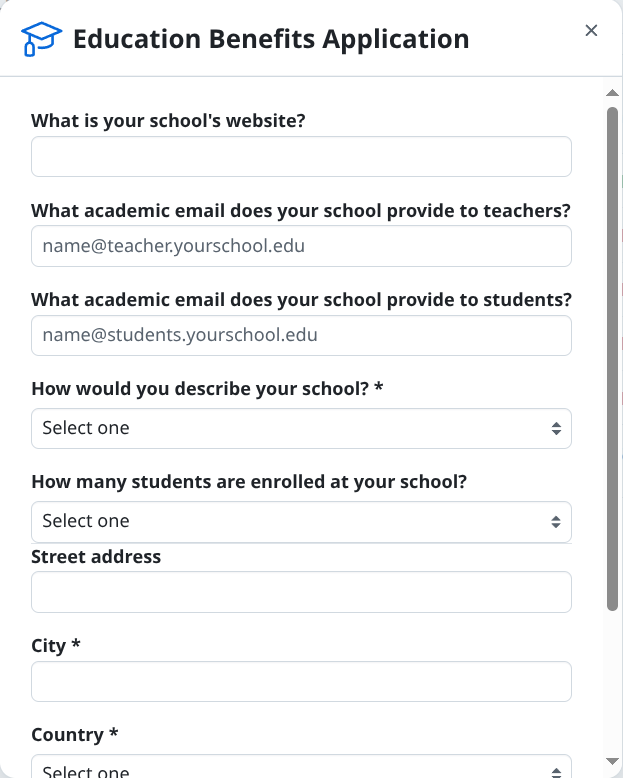 Education Benefits Application
What is your school's website?
What academic email does your school provide to teachers?
name@teacher.yourschool.edu
What academic email does your school provide to students?
name@students.yourschool.edu
How would you describe your school? *
Select one
How many students are enrolled at your school?
Select one
Street address
City *
Country *
Select one